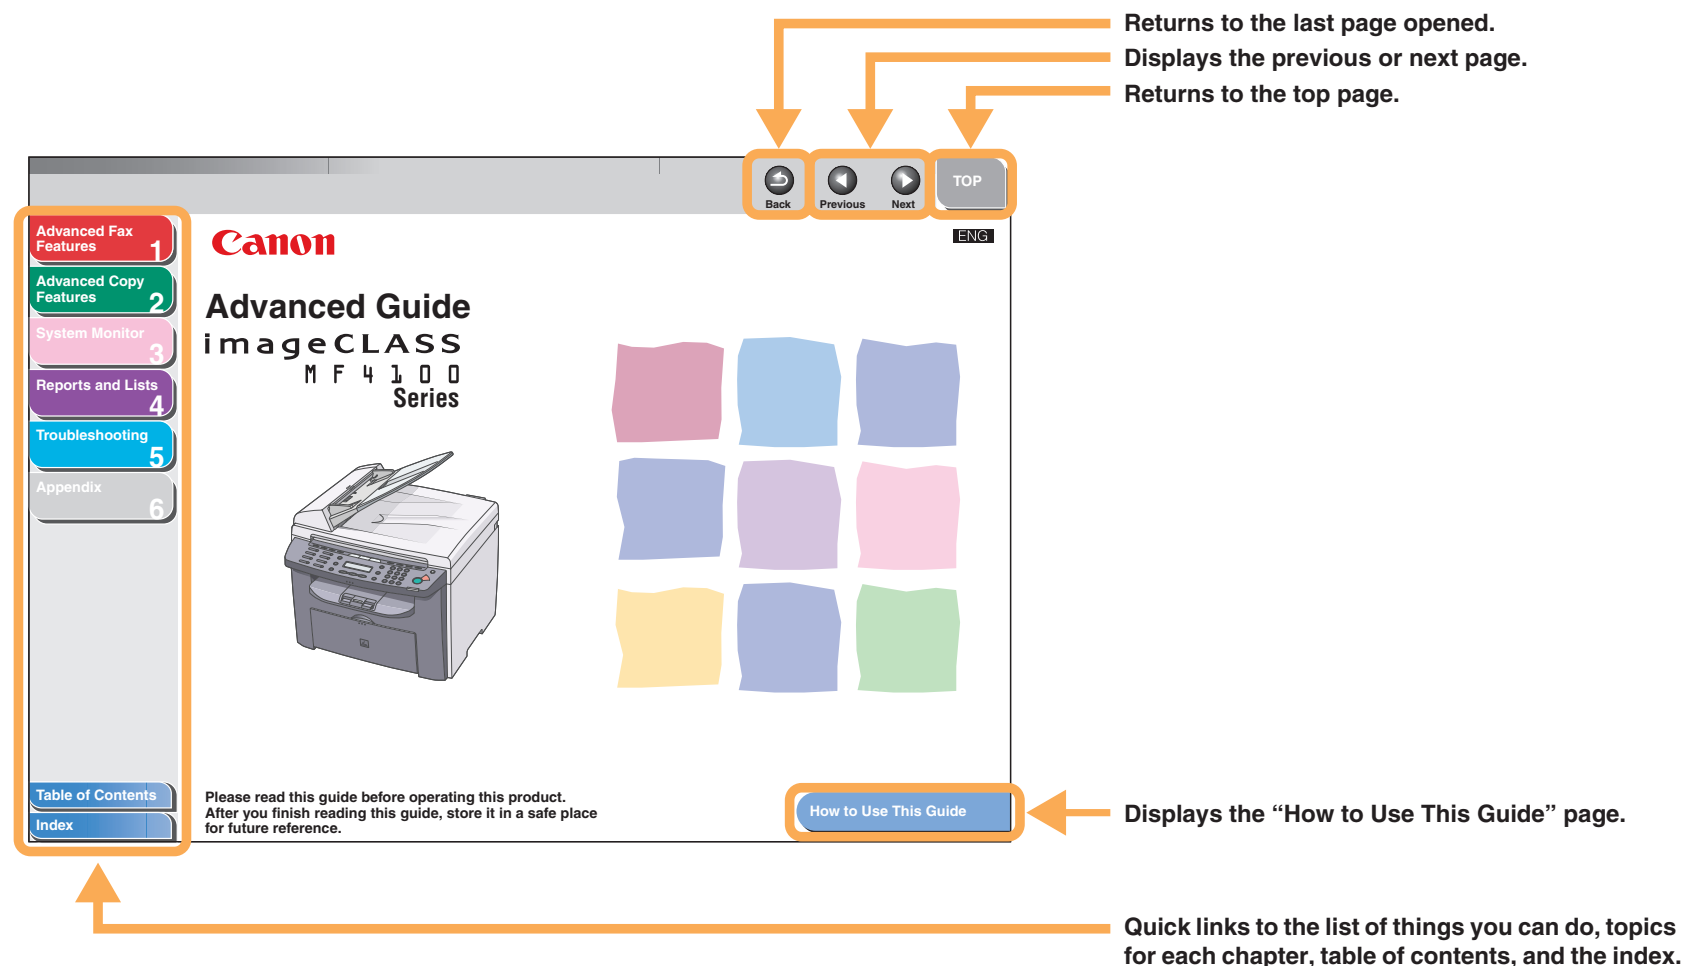 Returns to the last page opened.
Displays the previous or next page.
Returns to the top page.
Back
Previous
Next
TOP
Advanced Fax
Features
1
Advanced Copy
Features
2
System Monitor
3
Reports and Lists
4
Troubleshooting
5
Appendix
6
Canon
ENG
Advanced Guide
imageCLASS
MF4100
Series
Table of Contents
Index
Please read this guide before operating this product.
After you finish reading this guide, store it in a safe place
for future reference.
How to Use This Guide
Displays the “How to Use This Guide” page.
Quick links to the list of things you can do, topics
for each chapter, table of contents, and the index.